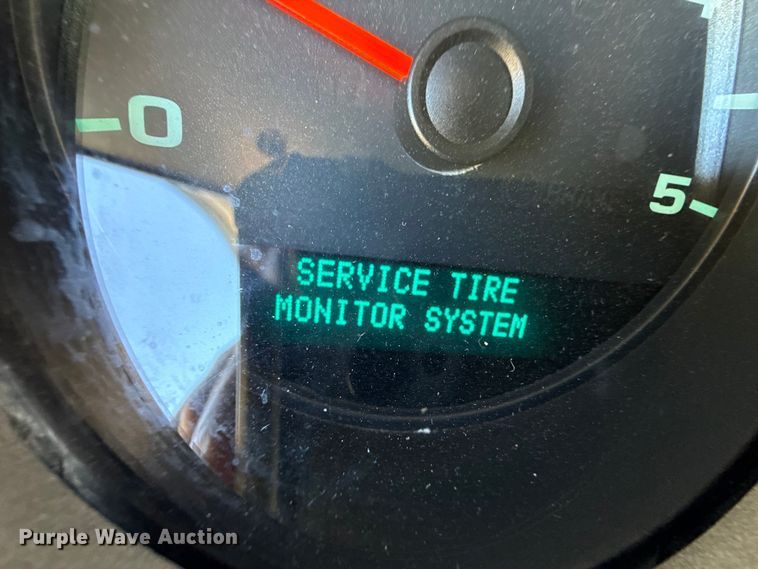 0
5
SERVICE TIRE
MONITOR SYSTEM
Purple Wave Auction